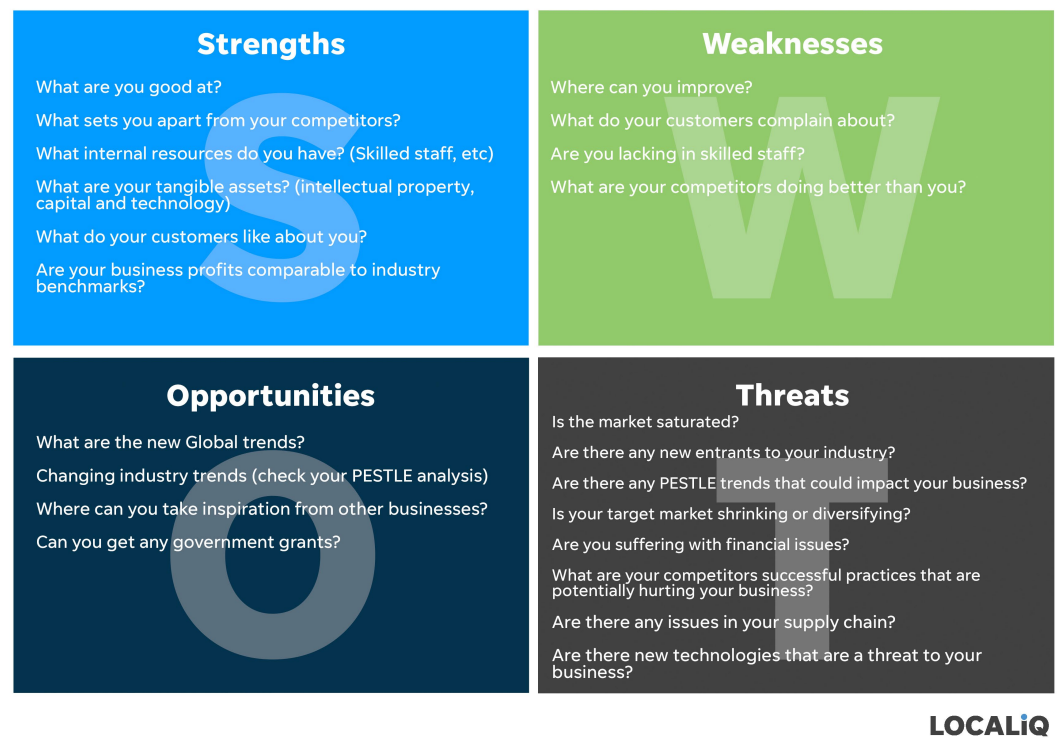 Strengths
What are you good at?
What sets you apart from your competitors?
What internal resources do you have? (Skilled staff, etc)
What are your tangible assets? (intellectual property,
capital and technology)
What do your customers like about you?
Are your business profits comparable to industry
benchmarks?
S
Weaknesses
Where can you improve?
What do your customers complain about?
Are you lacking in skilled staff?
What are your competitors doing better than you?
W
Opportunities
What are the new Global trends?
Changing industry trends (check your PESTLE analysis)
Where can you take inspiration from other businesses?
Can you get any government grants?
O
Threats
Is the market saturated?
Are there any new entrants to your industry?
Are there any PESTLE trends that could impact your business?
Is your target market shrinking or diversifying?
Are you suffering with financial issues?
What are your competitors successful practices that are
potentially hurting your business?
Are there any issues in your supply chain?
Are there new technologies that are a threat to your
business?
T
LOCALiQ